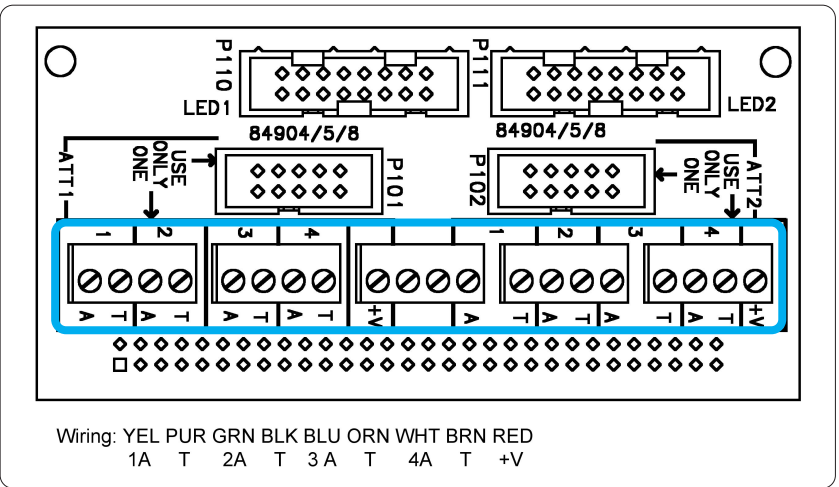 P110
P111
LED1
LED2
84904/5/8
84904/5/8
ATT1
USE
ONLY
ONE
P101
P102
USE
ONLY
ONE
ATT2
1 2 3 4 1 2 3 4
A T A T A T A T +V A T A T A T +V
Wiring: YEL PUR GRN BLK BLU ORN WHT BRN RED
1A T 2A T 3 A T 4A T +V